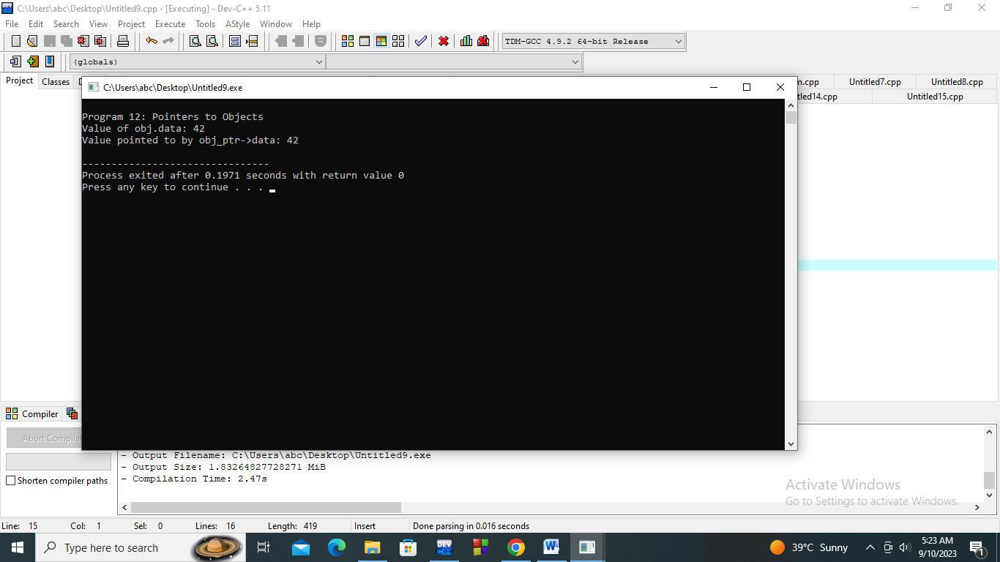 C:\Users\abc\Desktop\Untitled9.cpp - [Executing] - Dev-C++ 5.11
File Edit Search View Project Execute Tools AStyle Window Help
TDM-GCC 4.9.2 64-bit Release
(globals)
Project Classes
m.cpp Untitled7.cpp Untitled8.cpp
tled14.cpp Untitled15.cpp
C:\Users\abc\Desktop\Untitled9.exe
Program 12: Pointers to Objects
Value of obj.data: 42
Value pointed to by obj_ptr->data: 42
--------------------------------
Process exited after 0.1971 seconds with return value 0
Press any key to continue . . .
Compiler
Abort Compilat
Shorten compiler paths
- Output Filename: C:\Users\abc\Desktop\Untitled9.exe
- Output Size: 1.83264827728271 MiB
- Compilation Time: 2.47s
Activate Windows
Go to Settings to activate Windows.
Line: 15 Col: 1 Sel: 0 Lines: 16 Length: 419 Insert Done parsing in 0.016 seconds
Type here to search
39°C Sunny
5:23 AM
9/10/2023
1